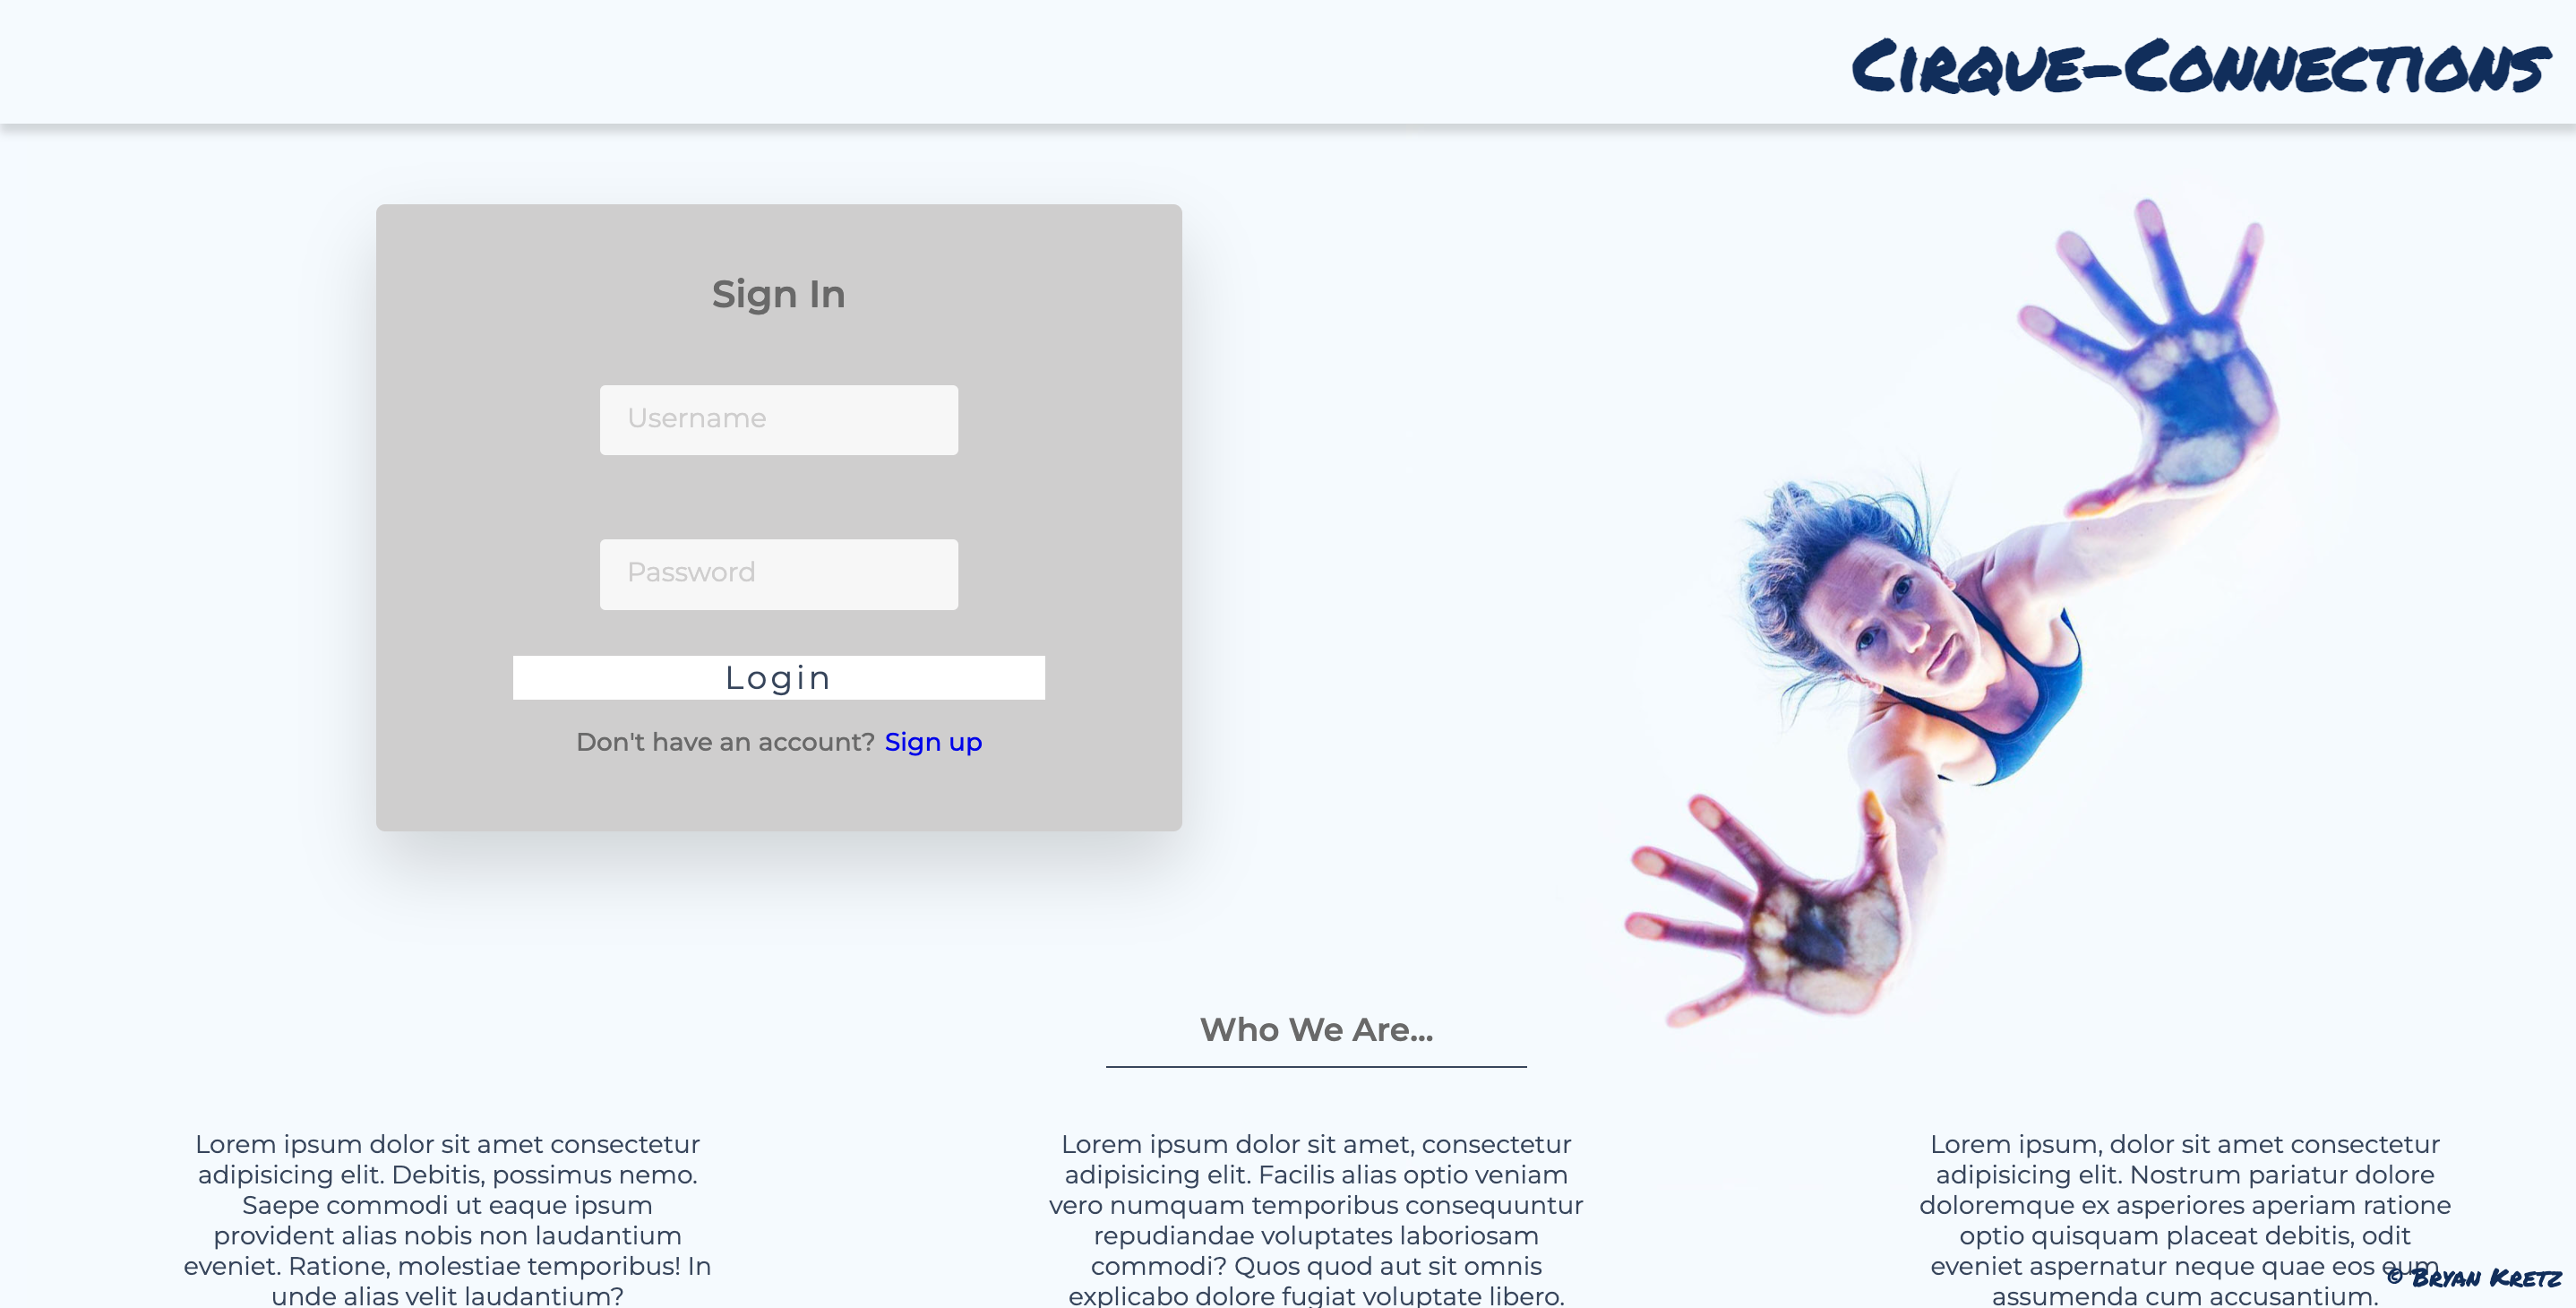 Cirque-Connections
Sign In
Username
Password
Login
Don't have an account? Sign up
Who We Are...
Lorem ipsum dolor sit amet consectetur
adipisicing elit. Debitis, possimus nemo.
Saepe commodi ut eaque ipsum
provident alias nobis non laudantium
eveniet. Ratione, molestiae temporibus! In
unde alias velit laudantium?
Lorem ipsum dolor sit amet, consectetur
adipisicing elit. Facilis alias optio veniam
vero numquam temporibus consequuntur
repudiandae voluptates laboriosam
commodi? Quos quod aut sit omnis
explicabo dolore fugiat voluptate libero.
Lorem ipsum, dolor sit amet consectetur
adipisicing elit. Nostrum pariatur dolore
doloremque ex asperiores aperiam ratione
optio quisquam placeat debitis, odit
eveniet aspernatur neque quae eos eum
assumenda cum accusantium.
© Bryan Kretz